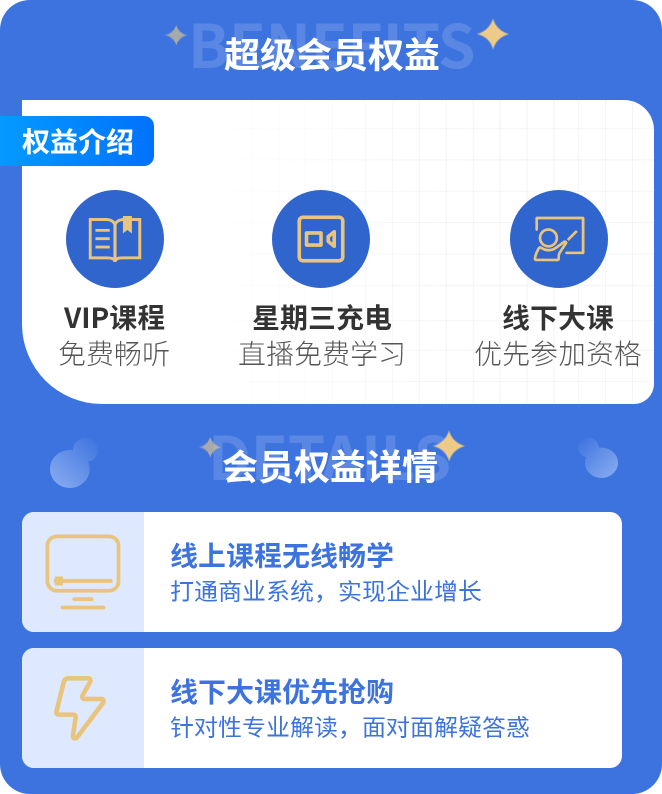 BENEFITS
超级会员权益
权益介绍
VIP课程
免费畅听
星期三充电
直播免费学习
线下大课
优先参加资格
DETAILS
会员权益详情
线上课程无线畅学
打通商业系统，实现企业增长
线下大课优先抢购
针对性专业解读，面对面解疑答惑